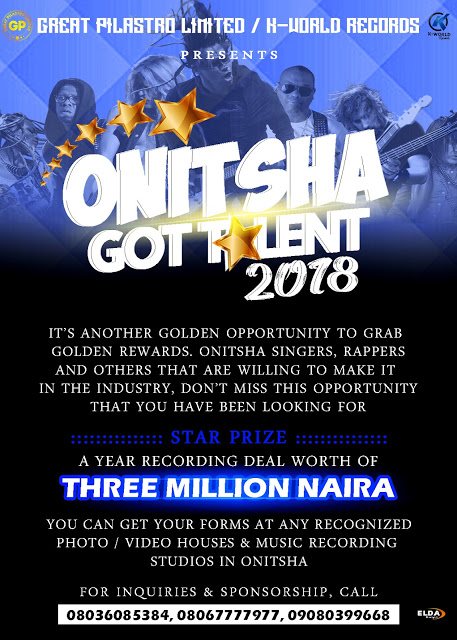 GREAT PILASTRO LIMITED / K-WORLD RECORDS
GP
K-WORLD
PRESENTS
ONITSHA
GOT TALENT
2018
IT'S ANOTHER GOLDEN OPPORTUNITY TO GRAB
GOLDEN REWARDS. ONITSHA SINGERS, RAPPERS
AND OTHERS THAT ARE WILLING TO MAKE IT
IN THE INDUSTRY, DON'T MISS THIS OPPORTUNITY
THAT YOU HAVE BEEN LOOKING FOR
::::::::::::::: STAR PRIZE :::::::::::::::
A YEAR RECORDING DEAL WORTH OF
THREE MILLION NAIRA
YOU CAN GET YOUR FORMS AT ANY RECOGNIZED
PHOTO / VIDEO HOUSES & MUSIC RECORDING
STUDIOS IN ONITSHA
FOR INQUIRIES & SPONSORSHIP, CALL
08036085384, 08067777977, 09080399668
ELDA